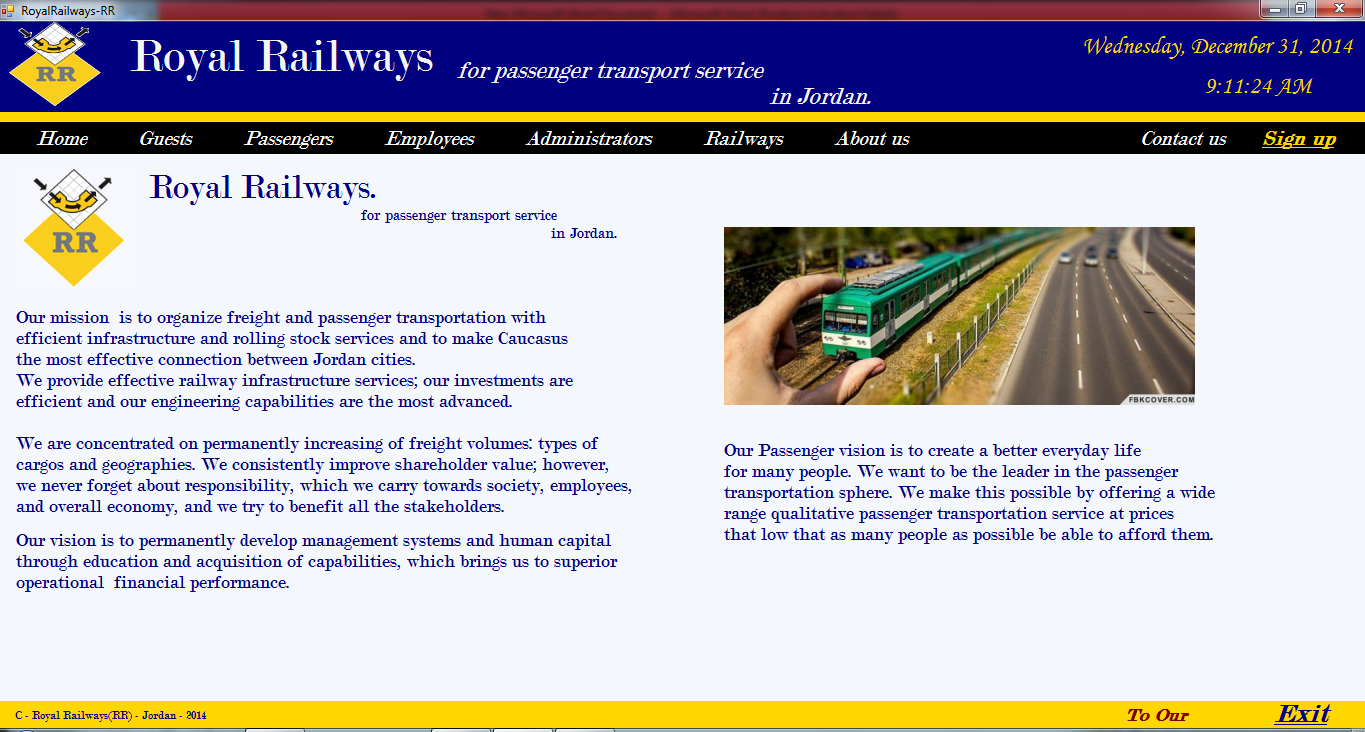 RoyalRailways-RR
RR
Royal Railways
for passenger transport service
in Jordan.
Wednesday, December 31, 2014
9:11:24 AM
Home Guests Passengers Employees Administrators Railways About us Contact us Sign up
RR
Royal Railways.
for passenger transport service
in Jordan.
Our mission  is to organize freight and passenger transportation with
efficient infrastructure and rolling stock services and to make Caucasus
the most effective connection between Jordan cities.
We provide effective railway infrastructure services; our investments are
efficient and our engineering capabilities are the most advanced.
We are concentrated on permanently increasing of freight volumes: types of
cargos and geographies. We consistently improve shareholder value; however,
we never forget about responsibility, which we carry towards society, employees,
and overall economy, and we try to benefit all the stakeholders.
Our vision is to permanently develop management systems and human capital
through education and acquisition of capabilities, which brings us to superior
operational  financial performance.
FBKCOVER.COM
Our Passenger vision is to create a better everyday life
for many people. We want to be the leader in the passenger
transportation sphere. We make this possible by offering a wide
range qualitative passenger transportation service at prices
that low that as many people as possible be able to afford them.
C - Royal Railways(RR) - Jordan - 2014
To Our
Exit